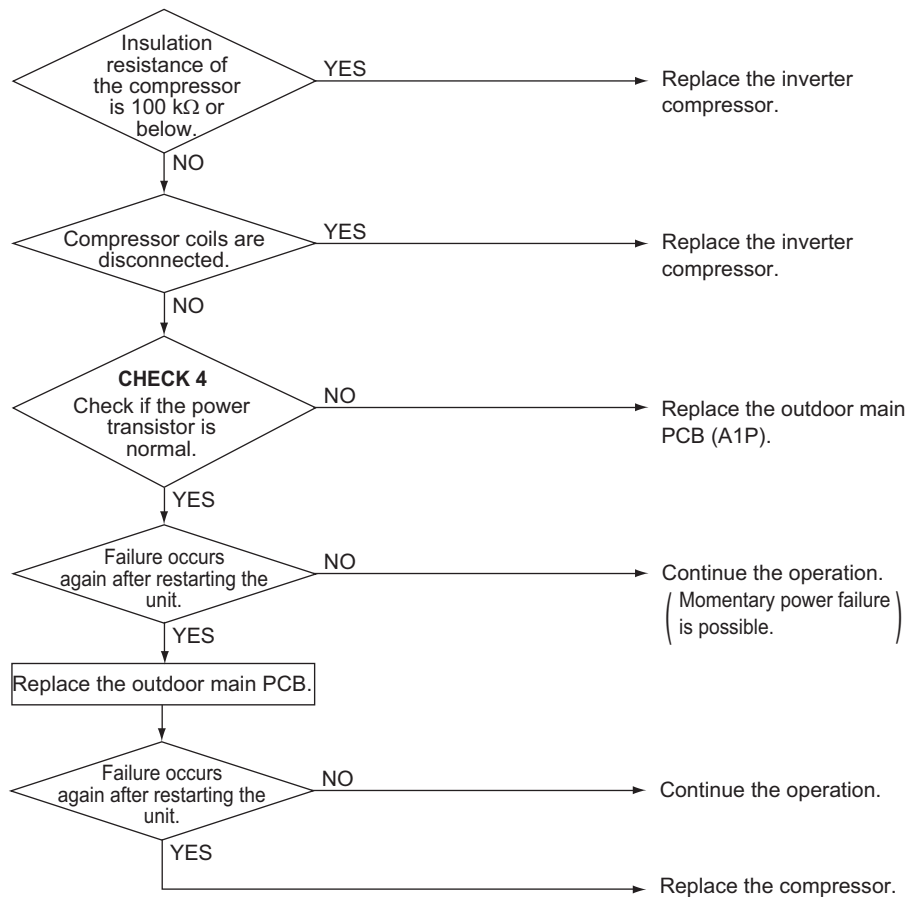 Insulation
resistance of
the compressor
is 100 kΩ or
below.
YES
Replace the inverter
compressor.
NO
Compressor coils are
disconnected.
YES
Replace the inverter
compressor.
NO
CHECK 4
Check if the power
transistor is
normal.
NO
Replace the outdoor main
PCB (A1P).
YES
Failure occurs
again after restarting the
unit.
NO
Continue the operation.
( Momentary power failure
is possible. )
YES
Replace the outdoor main PCB.
Failure occurs
again after restarting the
unit.
NO
Continue the operation.
YES
Replace the compressor.